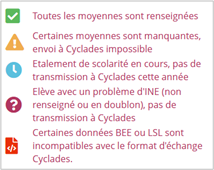 Toutes les moyennes sont renseignées
Certaines moyennes sont manquantes,
envoi à Cyclades impossible
Etalement de scolarité en cours, pas de
transmission à Cyclades cette année
Elève avec un problème d'INE (non
renseigné ou en doublon), pas de
transmission à Cyclades
Certaines données BEE ou LSL sont
incompatibles avec le format d'échange
Cyclades.